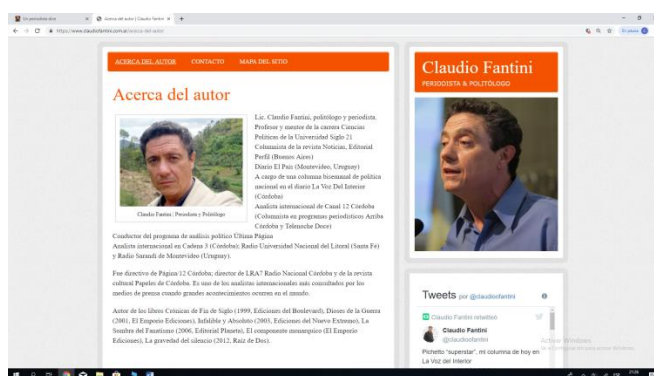 Acerca del autor | Claudio Fantini
https://www.claudiofantini.com.ar/acerca-del-autor
En pausa
ACERCA DEL AUTOR CONTACTO MAPA DEL SITIO
Acerca del autor
Claudio Fantini | Periodista y Politólogo
Lic. Claudio Fantini, politólogo y periodista.
Profesor y mentor de la carrera Ciencias
Políticas de la Universidad Siglo 21
Columnista de la revista Noticias, Editorial
Perfil (Buenos Aires)
Diario El País (Montevideo, Uruguay)
A cargo de una columna bisemanal de política
nacional en el diario La Voz Del Interior
(Córdoba)
Analista internacional de Canal 12 Córdoba
(Columnista en programas periodísticos Arriba
Córdoba y Telenoche Doce)
Conductor del programa de análisis político Última Página
Analista internacional en Cadena 3 (Córdoba); Radio Universidad Nacional del Litoral (Santa Fé)
y Radio Sarandí de Montevideo (Uruguay).
Fue directivo de Página/12 Córdoba; director de LRA7 Radio Nacional Córdoba y de la revista
cultural Papeles de Córdoba. Es uno de los analistas internacionales más consultados por los
medios de prensa cuando grandes acontecimientos ocurren en el mundo.
Autor de los libros Crónicas de Fin de Siglo (1999, Ediciones del Boulevard), Dioses de la Guerra
(2001, El Emporio Ediciones), Infalible y Absoluto (2003, Ediciones del Nuevo Extremo), La
Sombra del Fanatismo (2006, Editorial Planeta), El componente monárquico (El Emporio
Ediciones), La gravedad del silencio (2012, Raíz de Dos).
Claudio Fantini
PERIODISTA & POLITÓLOGO
Tweets por @claudioofantini
Claudio Fantini retwitteó
Claudio Fantini
@claudioofantini
Pichetto "superstar", mi columna de hoy en
La Voz del Interior
Activar Windows